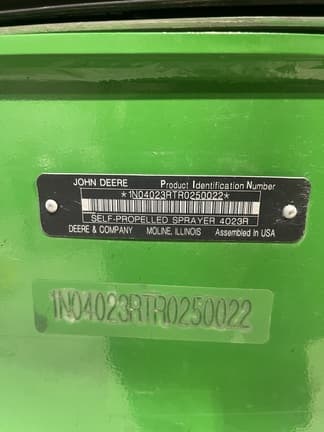 JOHN DEERE Product Identification Number
*1N04023RTR0250022*
SELF-PROPELLED SPRAYER 4023R
DEERE & COMPANY MOLINE, ILLINOIS Assembled in USA
1N04023RTR0250022